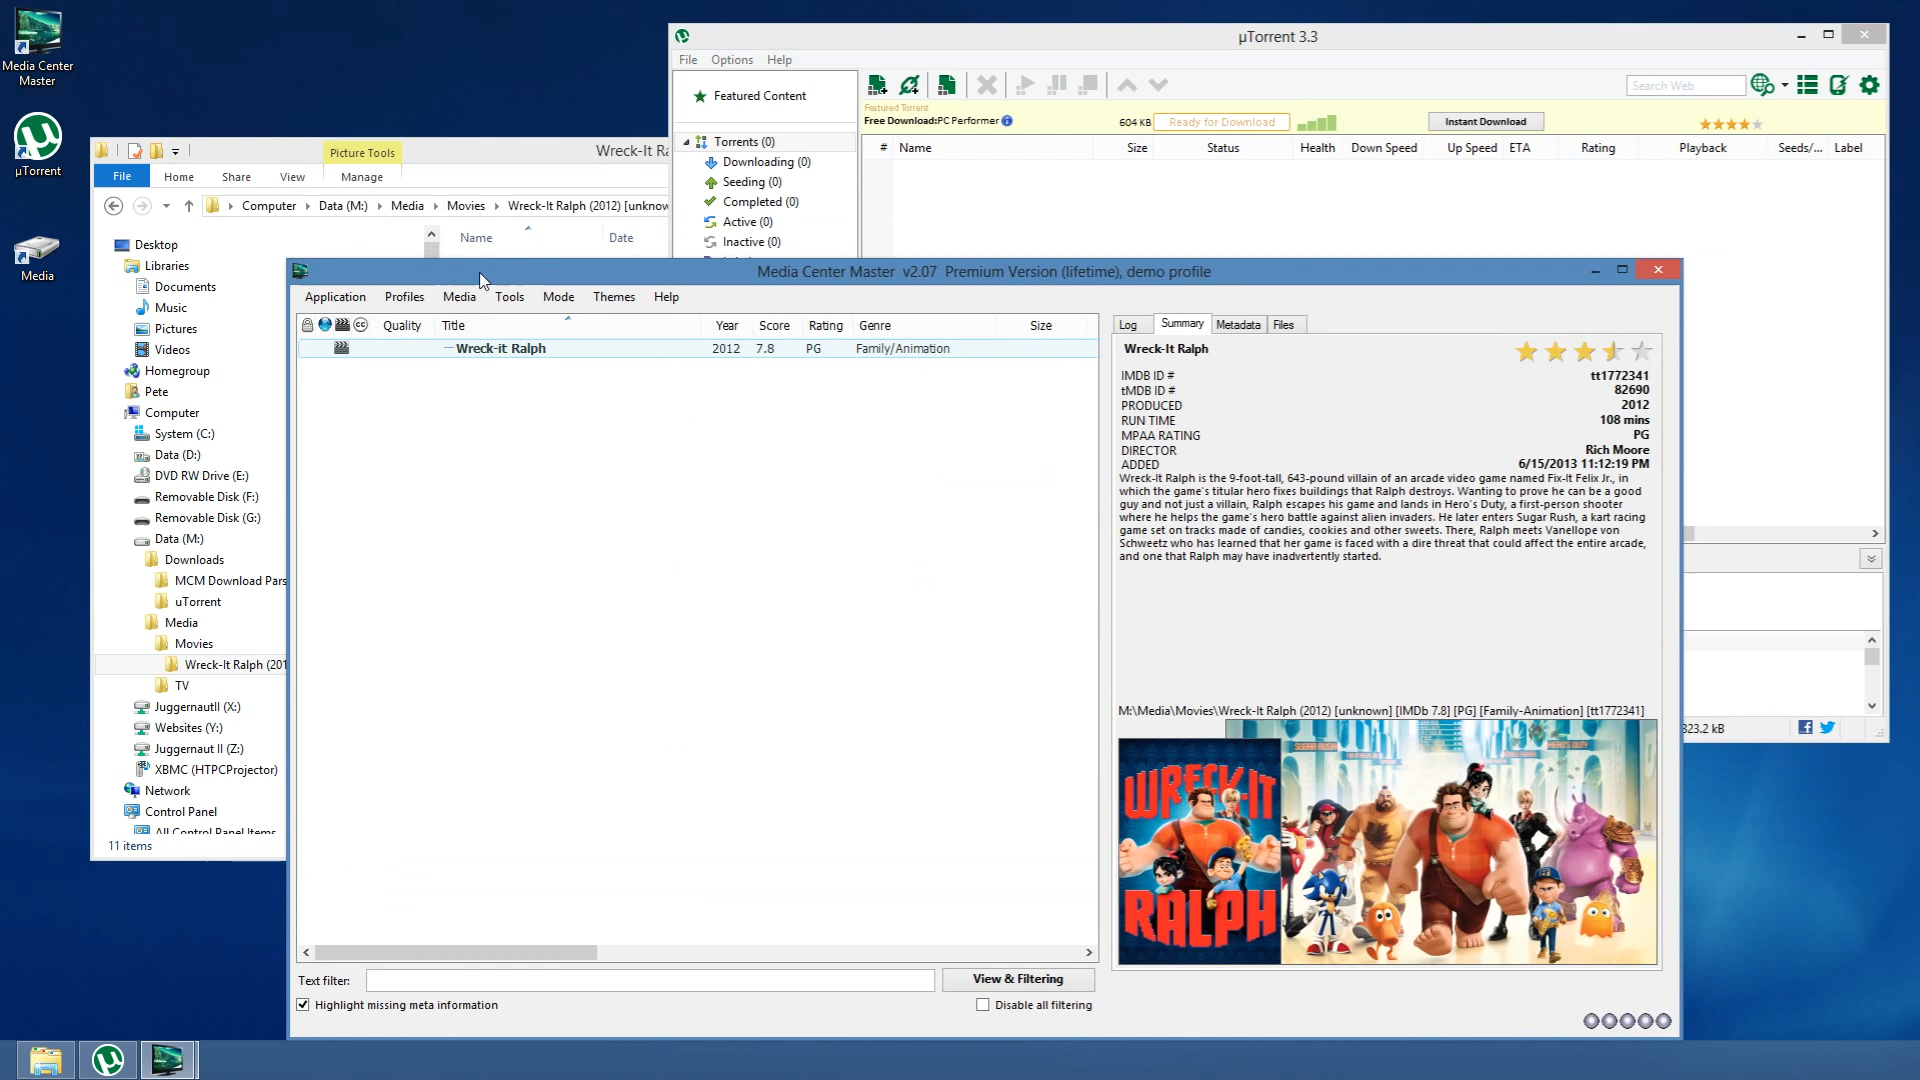 Media Center
Master
µTorrent
Media
µTorrent 3.3
File Options Help
Featured Content
Search Web
Featured Torrent
Free Download:PC Performer
604 KB
Ready for Download
Instant Download
Torrents (0)
Downloading (0)
Seeding (0)
Completed (0)
Active (0)
Inactive (0)
# Name Size Status Health Down Speed Up Speed ETA Rating Playback Seeds/... Label
323.2 kB
Picture Tools
Wreck-It Ra
File Home Share View Manage
Computer Data (M:) Media Movies Wreck-It Ralph (2012) [unknow
Name Date
Desktop
Libraries
Documents
Music
Pictures
Videos
Homegroup
Pete
Computer
System (C:)
Data (D:)
DVD RW Drive (E:)
Removable Disk (F:)
Removable Disk (G:)
Data (M:)
Downloads
MCM Download Pars
uTorrent
Media
Movies
Wreck-It Ralph (201
TV
JuggernautII (X:)
Websites (Y:)
Juggernaut II (Z:)
XBMC (HTPCProjector)
Network
Control Panel
All Control Panel Items
11 items
Media Center Master v2.07 Premium Version (lifetime), demo profile
Application Profiles Media Tools Mode Themes Help
CC Quality Title Year Score Rating Genre Size
Wreck-it Ralph 2012 7.8 PG Family/Animation
Log Summary Metadata Files
Wreck-It Ralph
IMDB ID # tt1772341
tMDB ID # 82690
PRODUCED 2012
RUN TIME 108 mins
MPAA RATING PG
DIRECTOR Rich Moore
ADDED 6/15/2013 11:12:19 PM
Wreck-It Ralph is the 9-foot-tall, 643-pound villain of an arcade video game named Fix-It Felix Jr., in
which the game's titular hero fixes buildings that Ralph destroys. Wanting to prove he can be a good
guy and not just a villain, Ralph escapes his game and lands in Hero's Duty, a first-person shooter
where he helps the game's hero battle against alien invaders. He later enters Sugar Rush, a kart racing
game set on tracks made of candies, cookies and other sweets. There, Ralph meets Vanellope von
Schweetz who has learned that her game is faced with a dire threat that could affect the entire arcade,
and one that Ralph may have inadvertently started.
M:\Media\Movies\Wreck-It Ralph (2012) [unknown] [IMDb 7.8] [PG] [Family-Animation] [tt1772341]
WRECK-IT
RALPH
SUGAR RUSH
HERO'S DUTY
Text filter:
View & Filtering
Highlight missing meta information
Disable all filtering